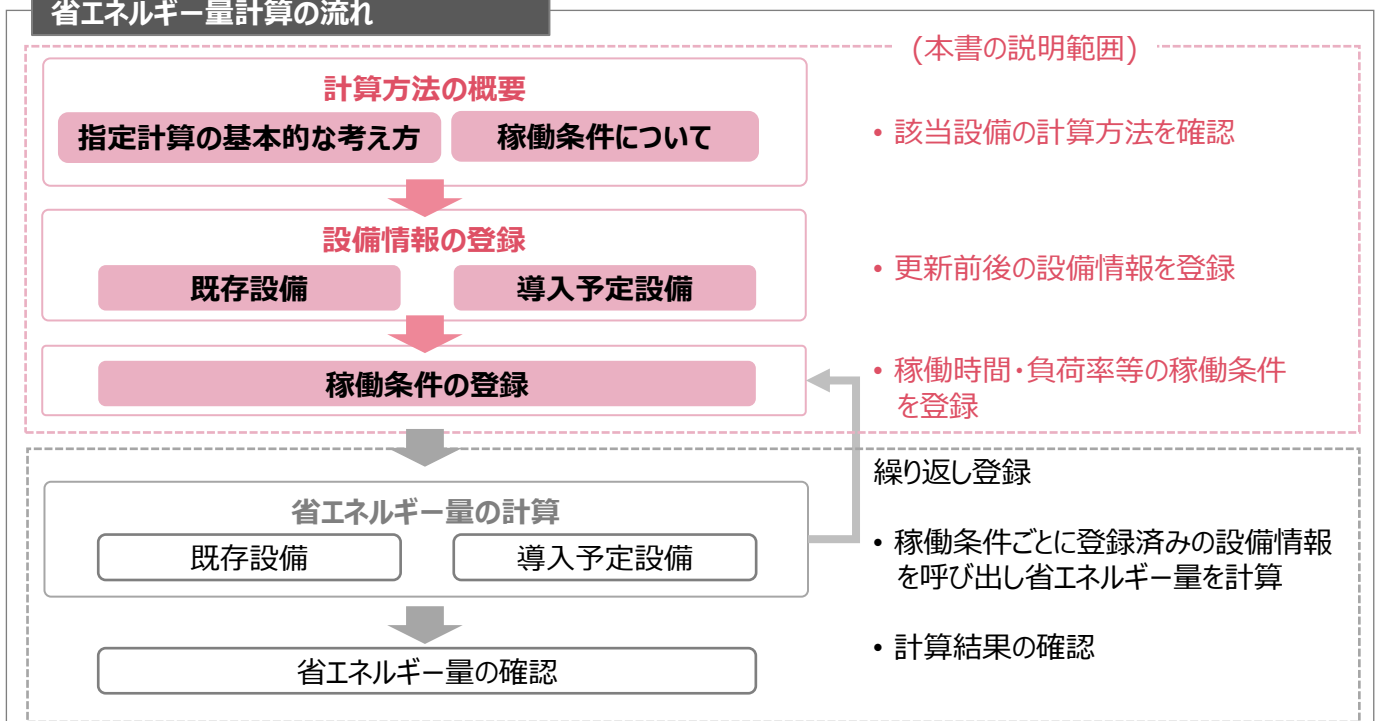 省エネルギー量計算の流れ
(本書の説明範囲)
計算方法の概要
指定計算の基本的な考え方
稼働条件について
• 該当設備の計算方法を確認
設備情報の登録
既存設備
導入予定設備
• 更新前後の設備情報を登録
稼働条件の登録
• 稼働時間・負荷率等の稼働条件
を登録
繰り返し登録
省エネルギー量の計算
既存設備
導入予定設備
• 稼働条件ごとに登録済みの設備情報
を呼び出し省エネルギー量を計算
省エネルギー量の確認
• 計算結果の確認